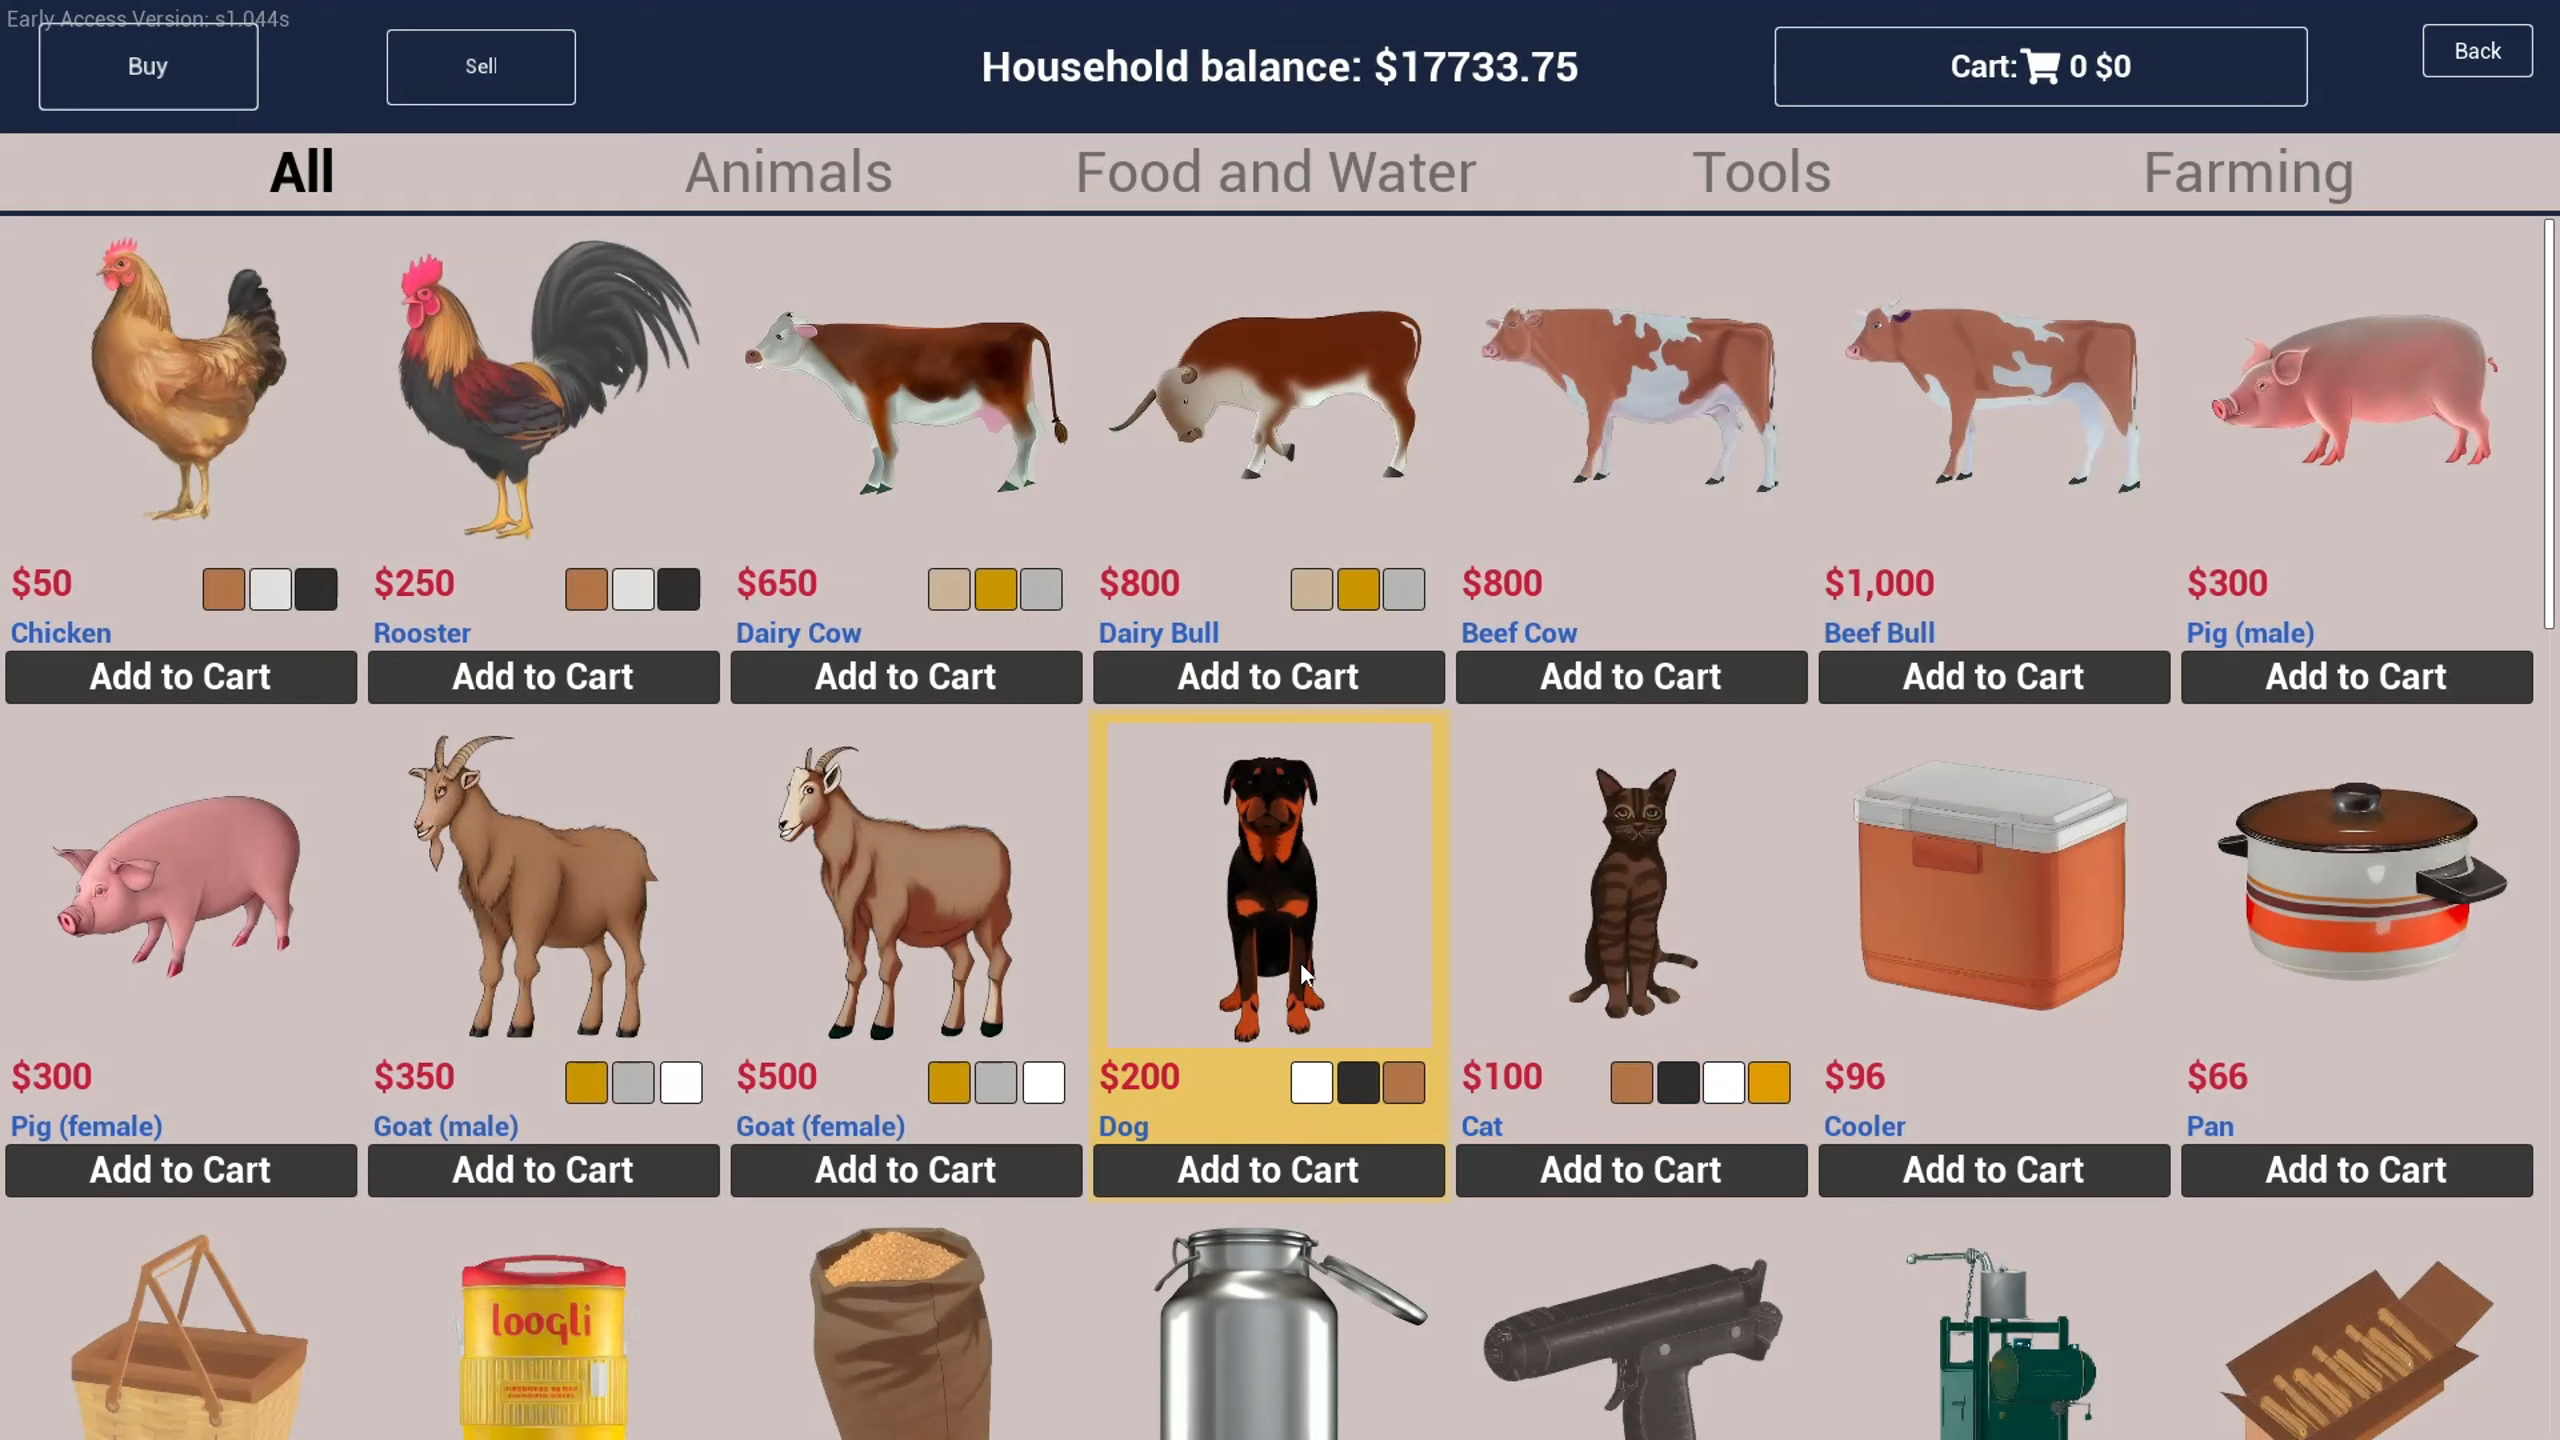 Early Access Version: s1.044s
Buy
Sell
Household balance: $17733.75
Cart: 0 $0
Back
All
Animals
Food and Water
Tools
Farming
$50
Chicken
Add to Cart
$250
Rooster
Add to Cart
$650
Dairy Cow
Add to Cart
$800
Dairy Bull
Add to Cart
$800
Beef Cow
Add to Cart
$1,000
Beef Bull
Add to Cart
$300
Pig (male)
Add to Cart
$300
Pig (female)
Add to Cart
$350
Goat (male)
Add to Cart
$500
Goat (female)
Add to Cart
$200
Dog
Add to Cart
$100
Cat
Add to Cart
$96
Cooler
Add to Cart
$66
Pan
Add to Cart
loogli